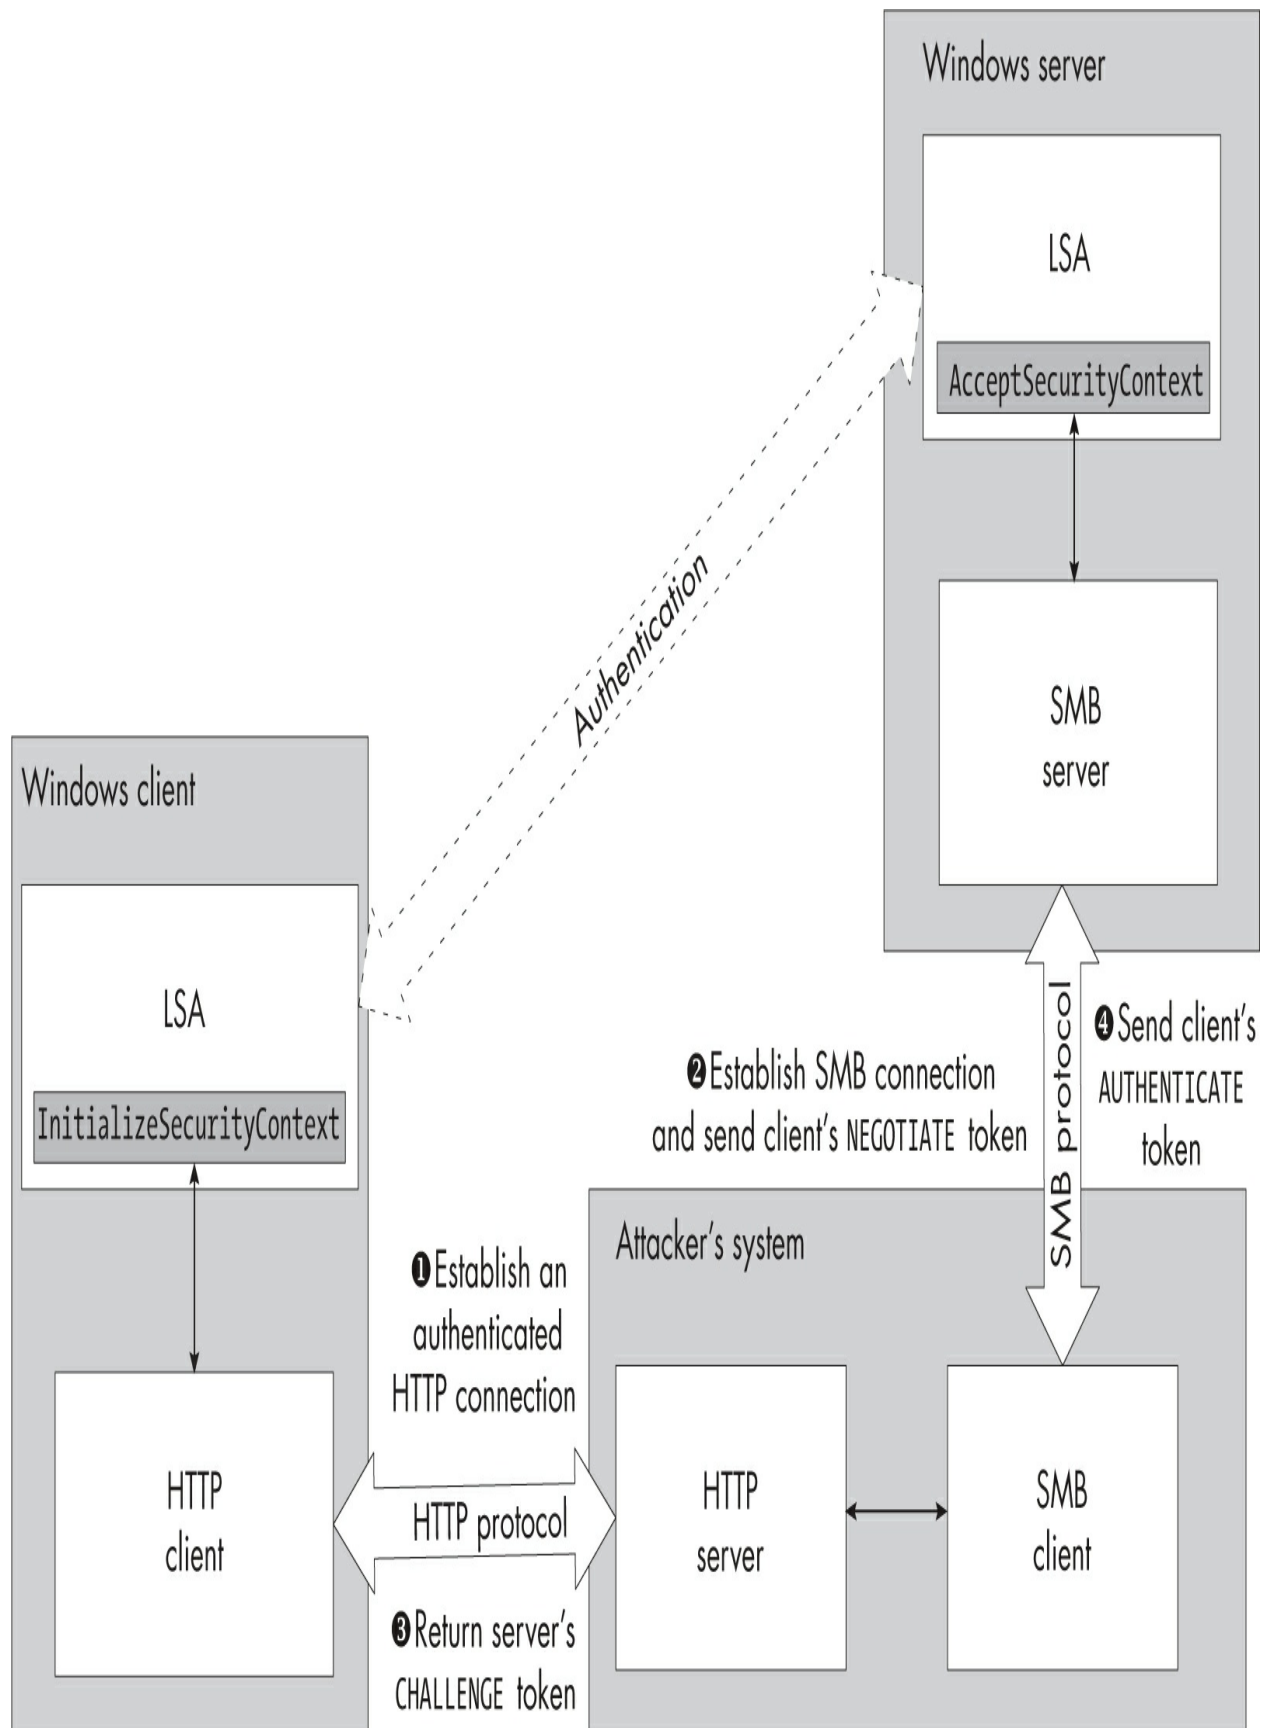 Windows server
LSA
AcceptSecurityContext
Authentication
SMB
server
Windows client
LSA
InitializeSecurityContext
❷Establish SMB connection
and send client's NEGOTIATE token
SMB protocol
❹Send client's
AUTHENTICATE
token
❶Establish an
authenticated
HTTP connection
Attacker's system
HTTP
client
HTTP protocol
HTTP
server
SMB
client
❸Return server's
CHALLENGE token